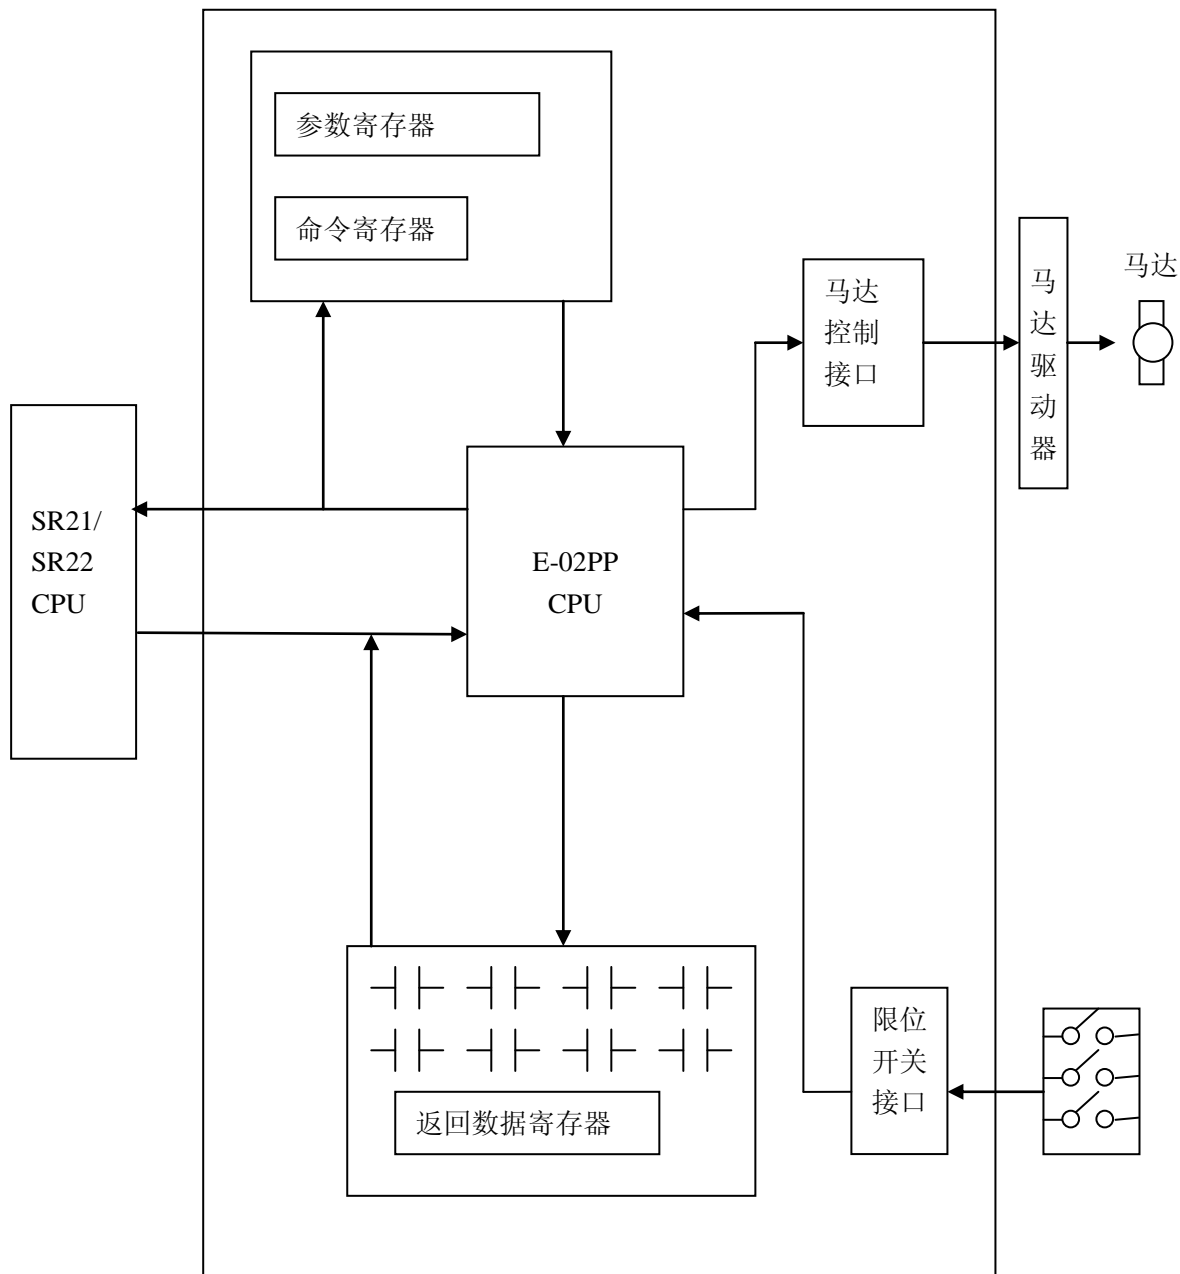 参数寄存器
命令寄存器
马达
控制
接口
马
达
驱
动
器
马达
SR21/
SR22
CPU
E-02PP
CPU
返回数据寄存器
限位
开关
接口